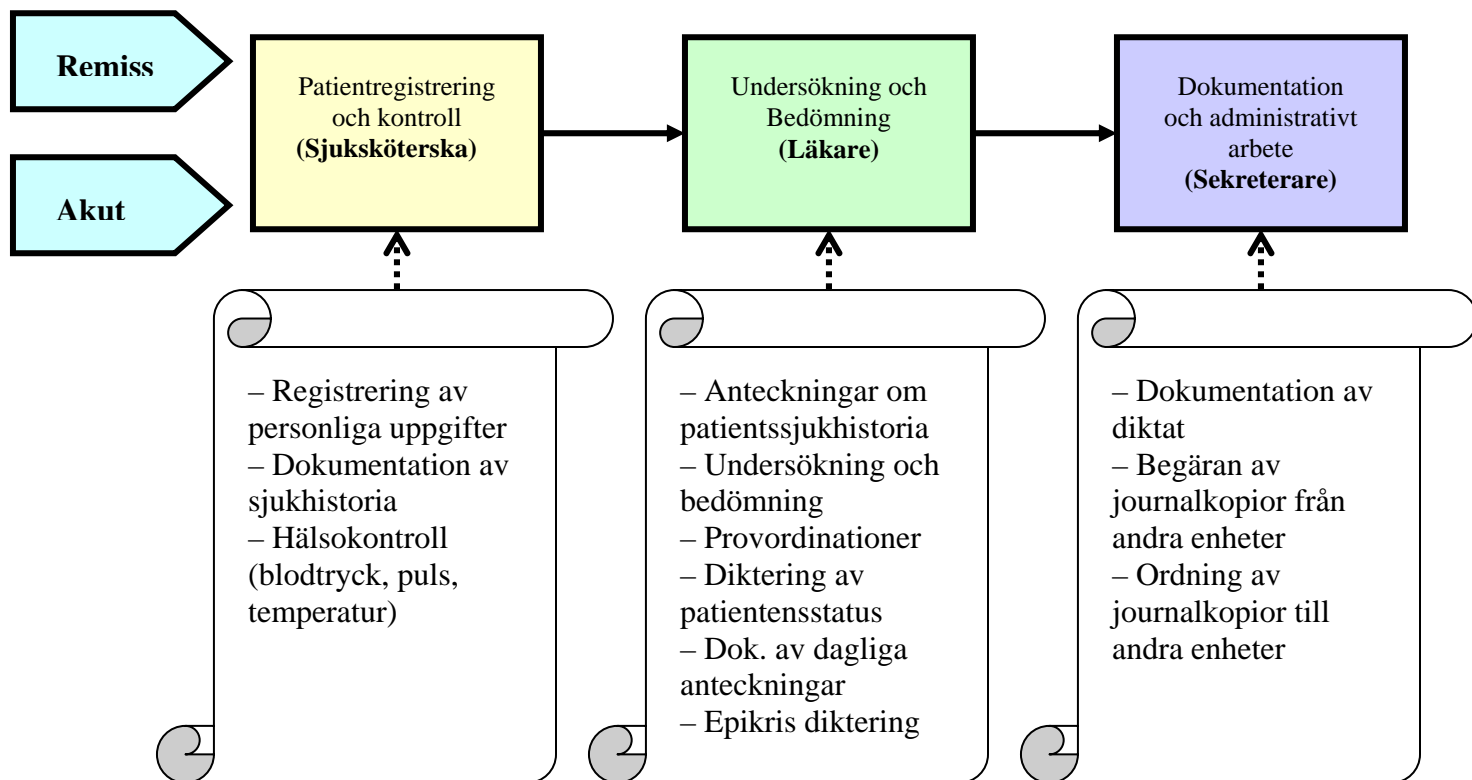 Remiss
Akut
Patientregistrering
och kontroll
(Sjuksköterska)
Undersökning och
Bedömning
(Läkare)
Dokumentation
och administrativt
arbete
(Sekreterare)
– Registrering av
personliga uppgifter
– Dokumentation av
sjukhistoria
– Hälsokontroll
(blodtryck, puls,
temperatur)
– Anteckningar om
patientssjukhistoria
– Undersökning och
bedömning
– Provordinationer
– Diktering av
patientensstatus
– Dok. av dagliga
anteckningar
– Epikris diktering
– Dokumentation av
diktat
– Begäran av
journalkopior från
andra enheter
– Ordning av
journalkopior till
andra enheter